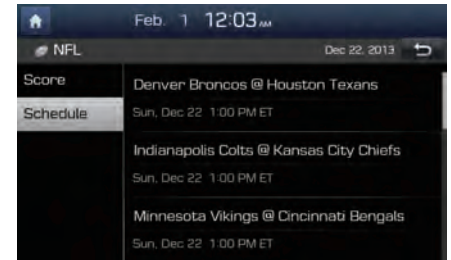 Feb. 1 12:03 AM
NFL
Dec 22, 2013
Score
Schedule
Denver Broncos @ Houston Texans
Sun, Dec 22 1:00 PM ET
Indianapolis Colts @ Kansas City Chiefs
Sun, Dec 22 1:00 PM ET
Minnesota Vikings @ Cincinnati Bengals
Sun, Dec 22 1:00 PM ET